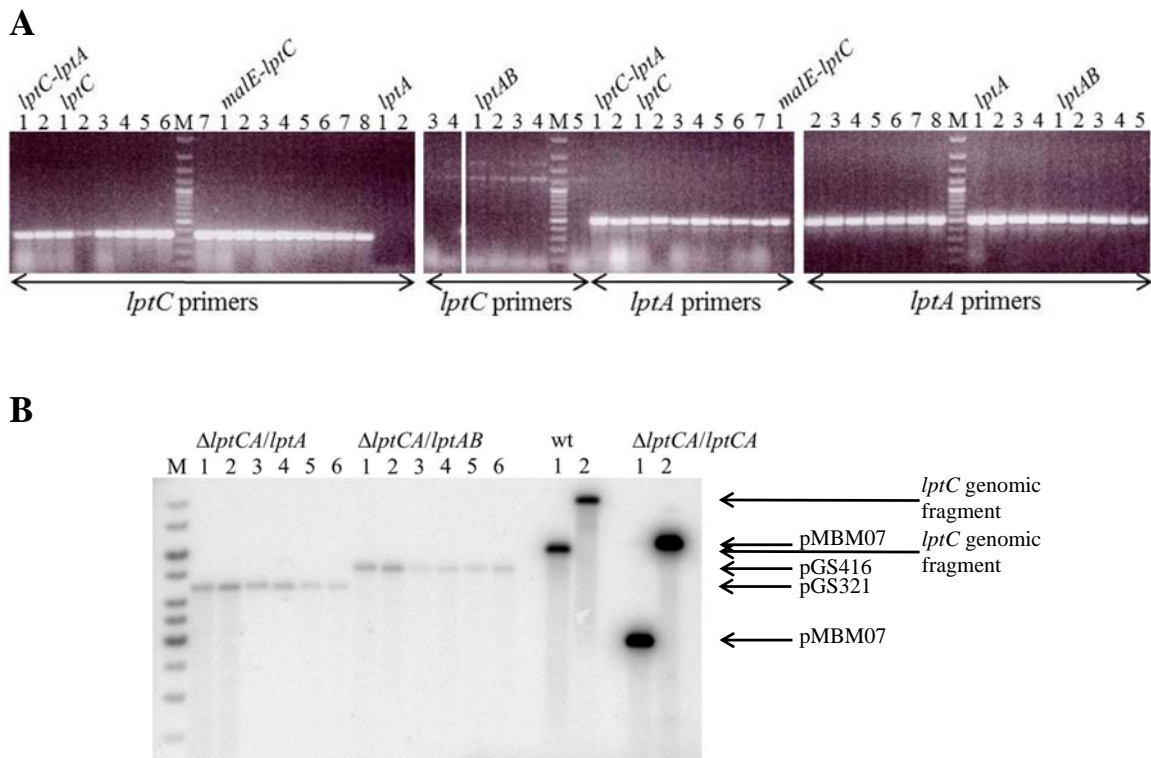 A
lptC-lptA lptC malE-lptC lptA lptAB lptC-lptA lptC malE-lptC lptA lptAB
1 2 1 2 3 4 5 6 M 7 1 2 3 4 5 6 7 8 1 2 3 4 1 2 3 4 M 5 1 2 1 2 3 4 5 6 7 1 2 3 4 5 6 7 8 M 1 2 3 4 1 2 3 4 5
lptC primers lptC primers lptA primers lptA primers
B
ΔlptCA/lptA ΔlptCA/lptAB wt ΔlptCA/lptCA
M 1 2 3 4 5 6 1 2 3 4 5 6 1 2 1 2
lptC genomic
fragment
pMBM07
lptC genomic
fragment
pGS416
pGS321
pMBM07